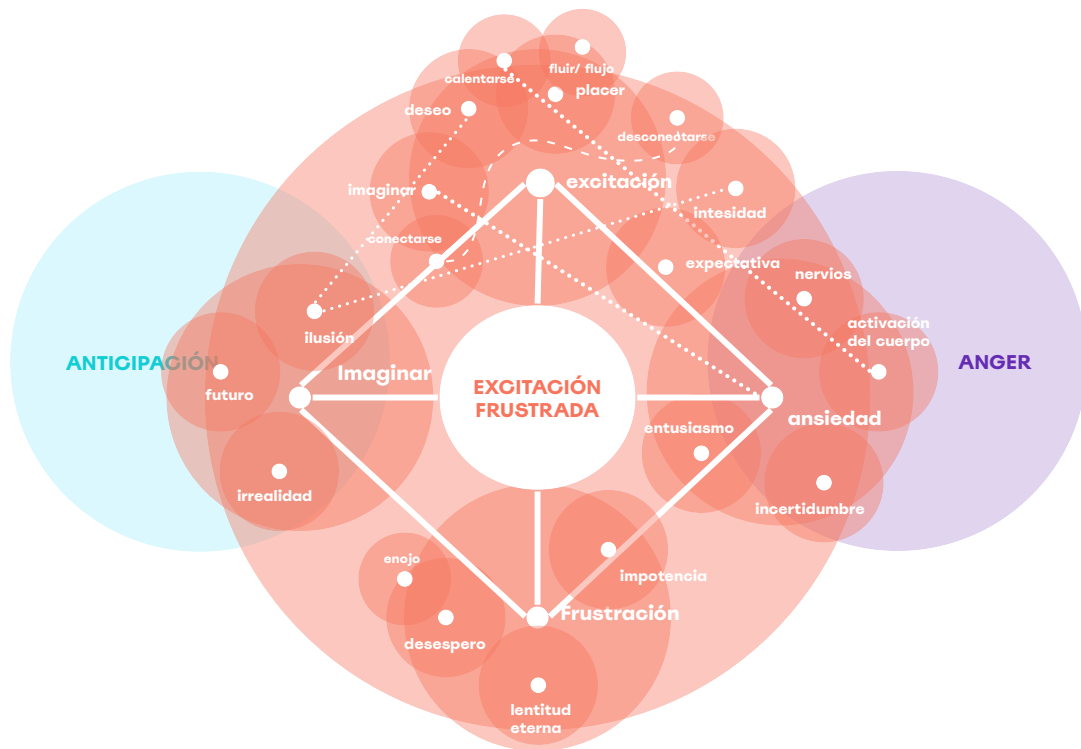 calentarse
fluir/ flujo
placer
deseo
desconectarse
excitación
imaginar
intesidad
conectarse
expectativa
nervios
activación
del cuerpo
ilusión
ANTICIPACIÓN
ANGER
Imaginar
futuro
EXCITACIÓN
FRUSTRADA
ansiedad
entusiasmo
irrealidad
incertidumbre
enojo
impotencia
Frustración
desespero
lentitud
eterna